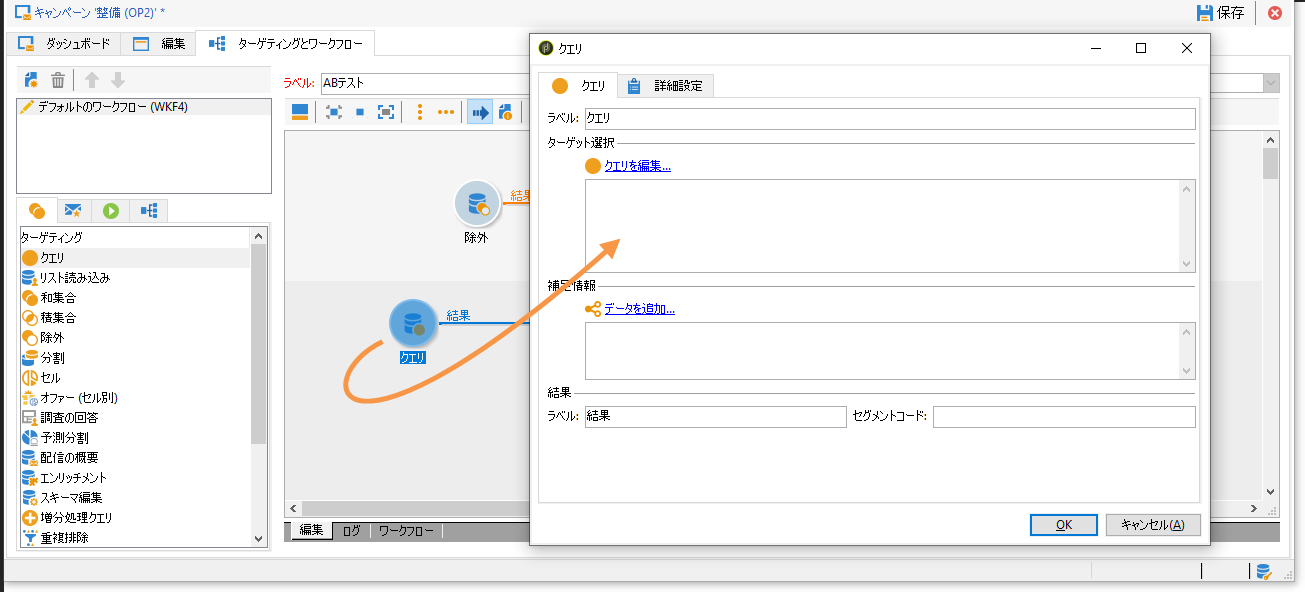 キャンペーン '整備 (OP2)' *
保存
ダッシュボード
編集
ターゲティングとワークフロー
ラベル:
ABテスト
デフォルトのワークフロー (WKF4)
ターゲティング
クエリ
リスト読み込み
和集合
積集合
除外
分割
セル
オファー (セル別)
調査の回答
予測分割
配信の概要
エンリッチメント
スキーマ編集
増分処理クエリ
重複排除
結果
除外
結果
クエリ
編集
ログ
ワークフロー
クエリ
クエリ
詳細設定
ラベル:
クエリ
ターゲット選択
クエリを編集...
補足情報
データを追加...
結果
ラベル:
結果
セグメントコード:
OK
キャンセル(A)